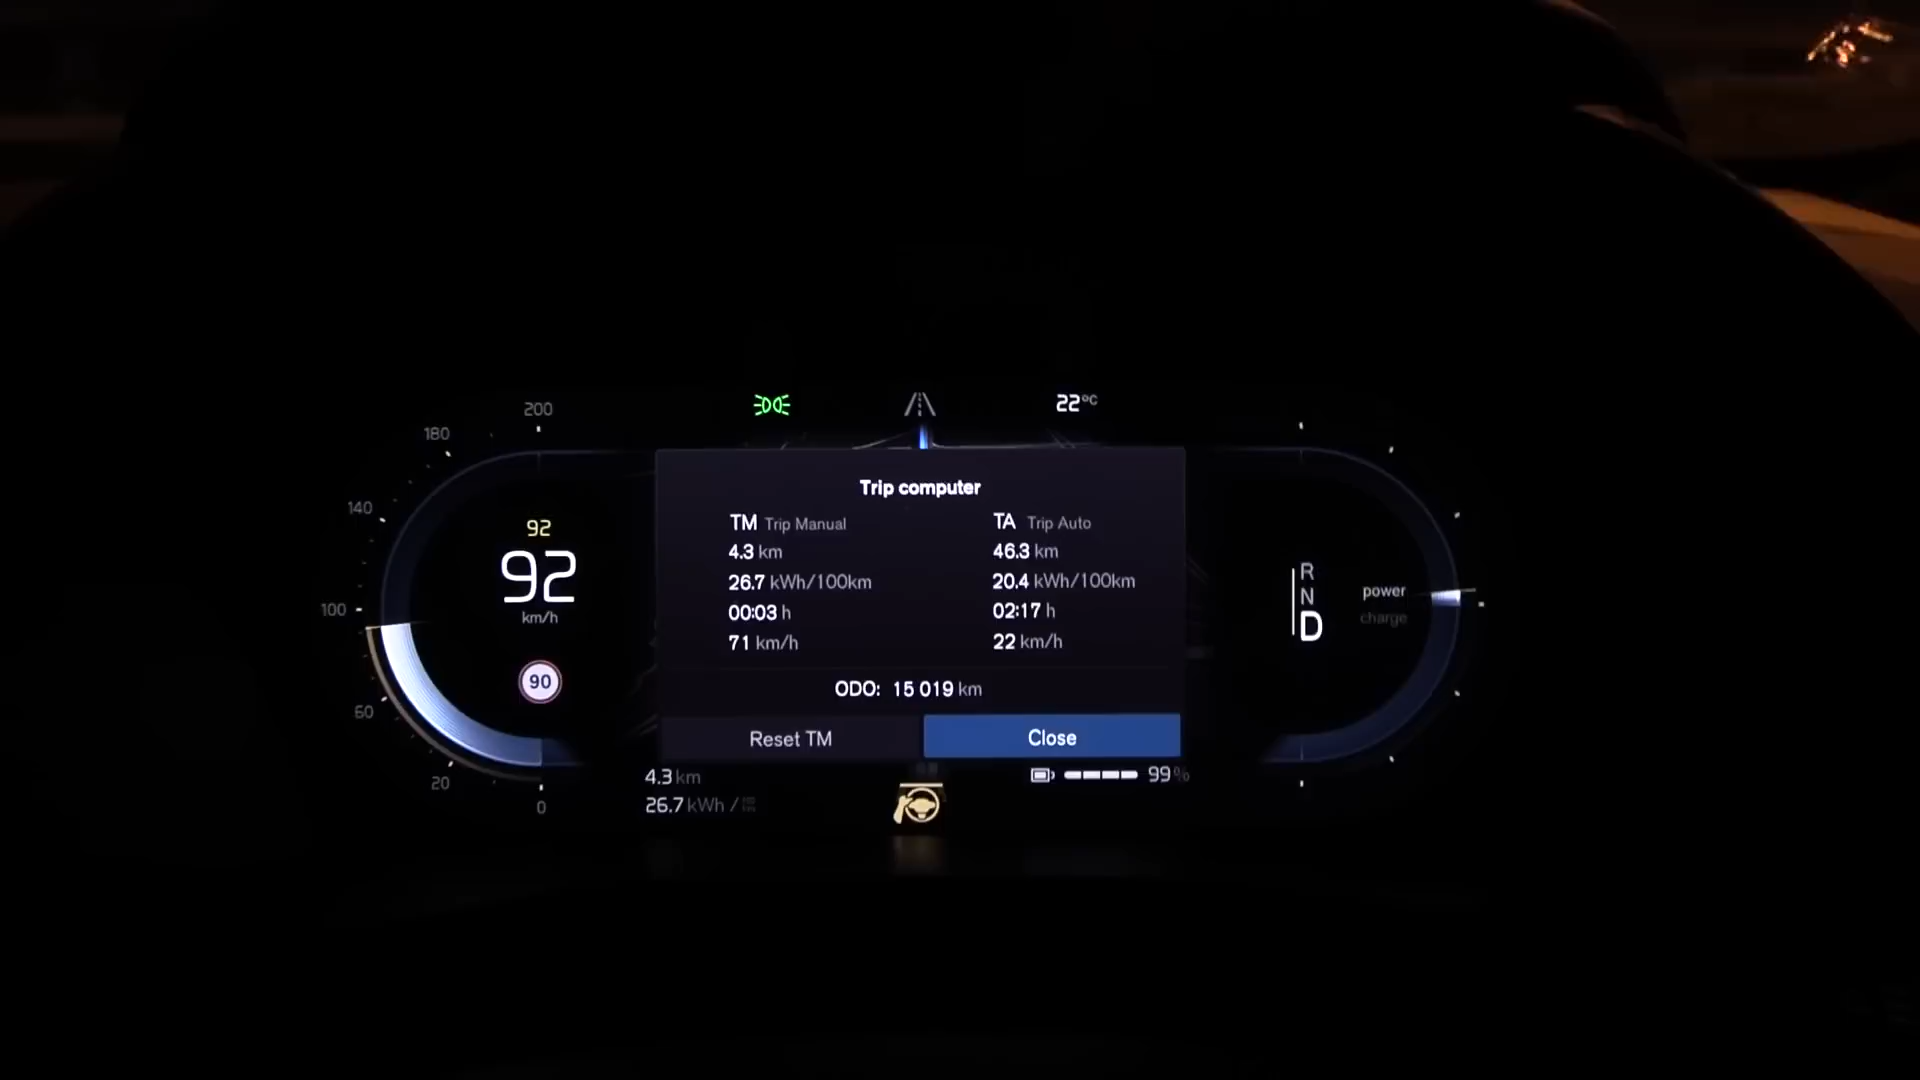 200
180
140
100
60
20
0
92
92
km/h
90
22°C
Trip computer
TM Trip Manual
4.3 km
26.7 kWh/100km
00:03 h
71 km/h
TA Trip Auto
46.3 km
20.4 kWh/100km
02:17 h
22 km/h
ODO: 15 019 km
Reset TM
Close
4.3 km
26.7 kWh /
99%
R
N
D
power
charge